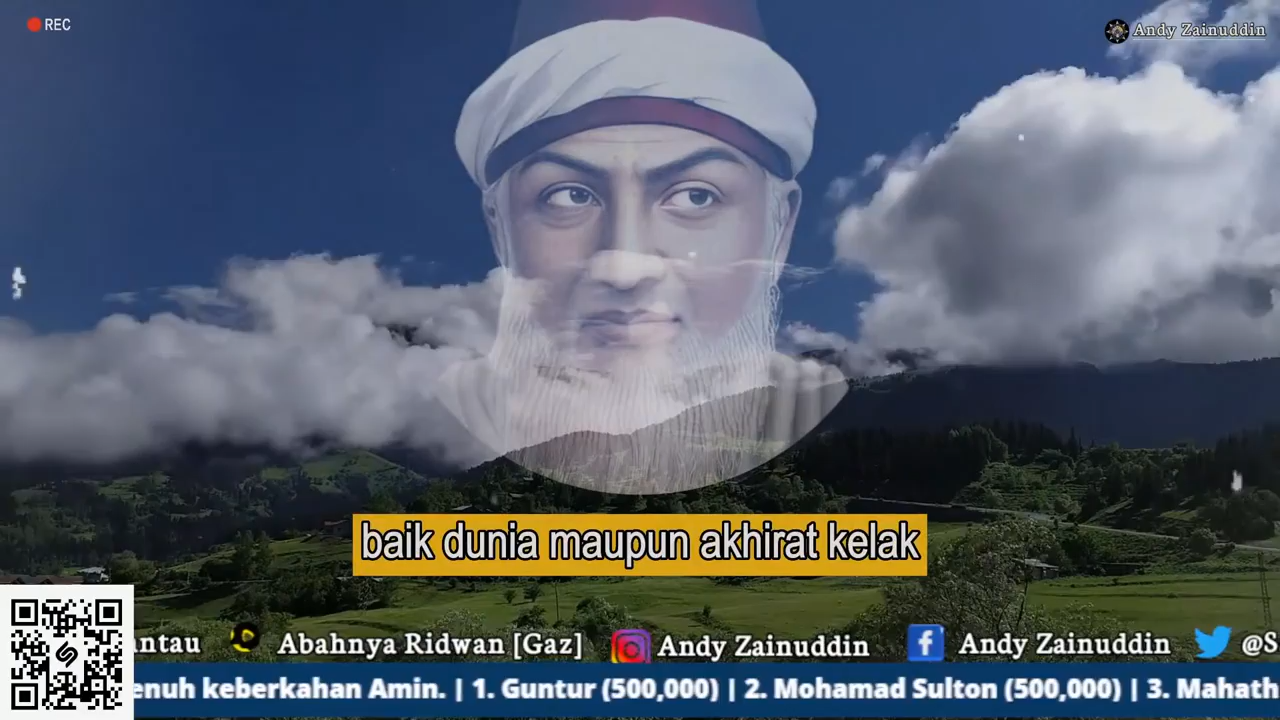 REC
Andy Zainuddin
baik dunia maupun akhirat kelak
antau
Abahnya Ridwan [Gaz]
Andy Zainuddin
Andy Zainuddin
@S
enuh keberkahan Amin. | 1. Guntur (500,000) | 2. Mohamad Sulton (500,000) | 3. Mahath